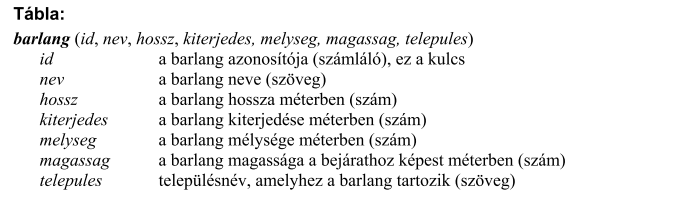 Tábla:
barlang (id, nev, hossz, kiterjedes, melyseg, magassag, telepules)
id a barlang azonosítója (számláló), ez a kulcs
nev a barlang neve (szöveg)
hossz a barlang hossza méterben (szám)
kiterjedes a barlang kiterjedése méterben (szám)
melyseg a barlang mélysége méterben (szám)
magassag a barlang magassága a bejárathoz képest méterben (szám)
telepules településnév, amelyhez a barlang tartozik (szöveg)